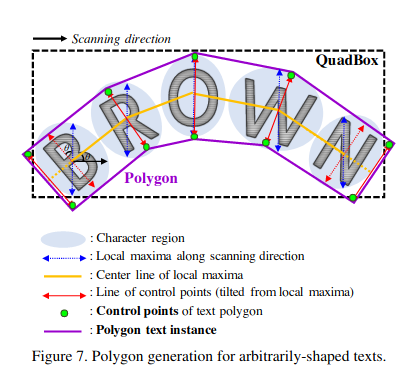 Scanning direction
QuadBox
BROWN
θ θ
Polygon
: Character region
: Local maxima along scanning direction
: Center line of local maxima
: Line of control points (tilted from local maxima)
: Control points of text polygon
: Polygon text instance
Figure 7. Polygon generation for arbitrarily-shaped texts.